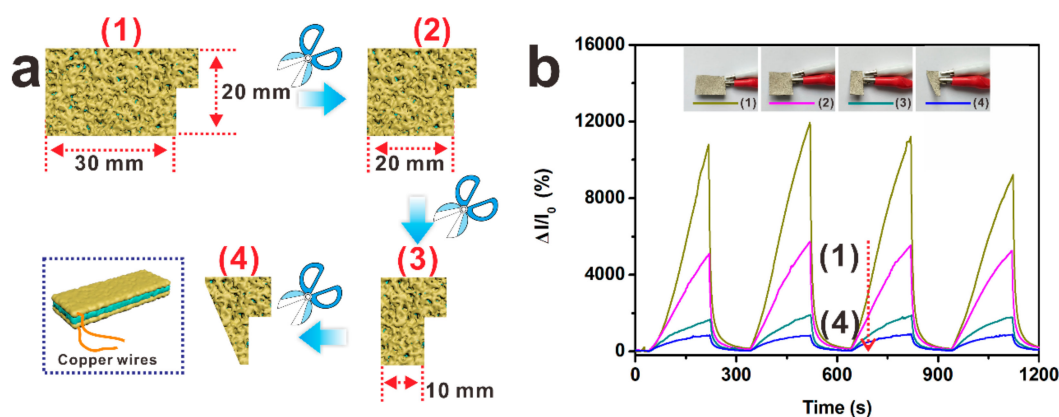 a
(1)
20 mm
30 mm
(2)
20 mm
(3)
10 mm
(4)
Copper wires
b
16000
12000
8000
4000
0
ΔI/I₀ (%)
(1)
(2)
(3)
(4)
(1)
(4)
0
300
600
900
1200
Time (s)